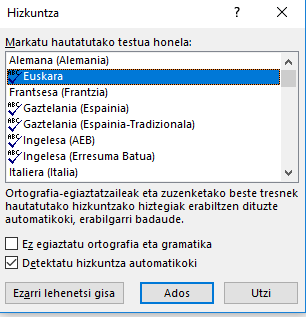 Hizkuntza
Markatu hautatutako testua honela:
Alemana (Alemania)
Euskara
Frantsesa (Frantzia)
Gaztelania (Espainia)
Gaztelania (Espainia-Tradizionala)
Ingelesa (AEB)
Ingelesa (Erresuma Batua)
Italiera (Italia)
Ortografia-egiaztatzaileak eta zuzenketako beste tresnek
hautatutako hizkuntzako hiztegiak erabiltzen dituzte
automatikoki, erabilgarri badaude.
Ez egiaztatu ortografia eta gramatika
Detektatu hizkuntza automatikoki
Ezarri lehenetsi gisa
Ados
Utzi